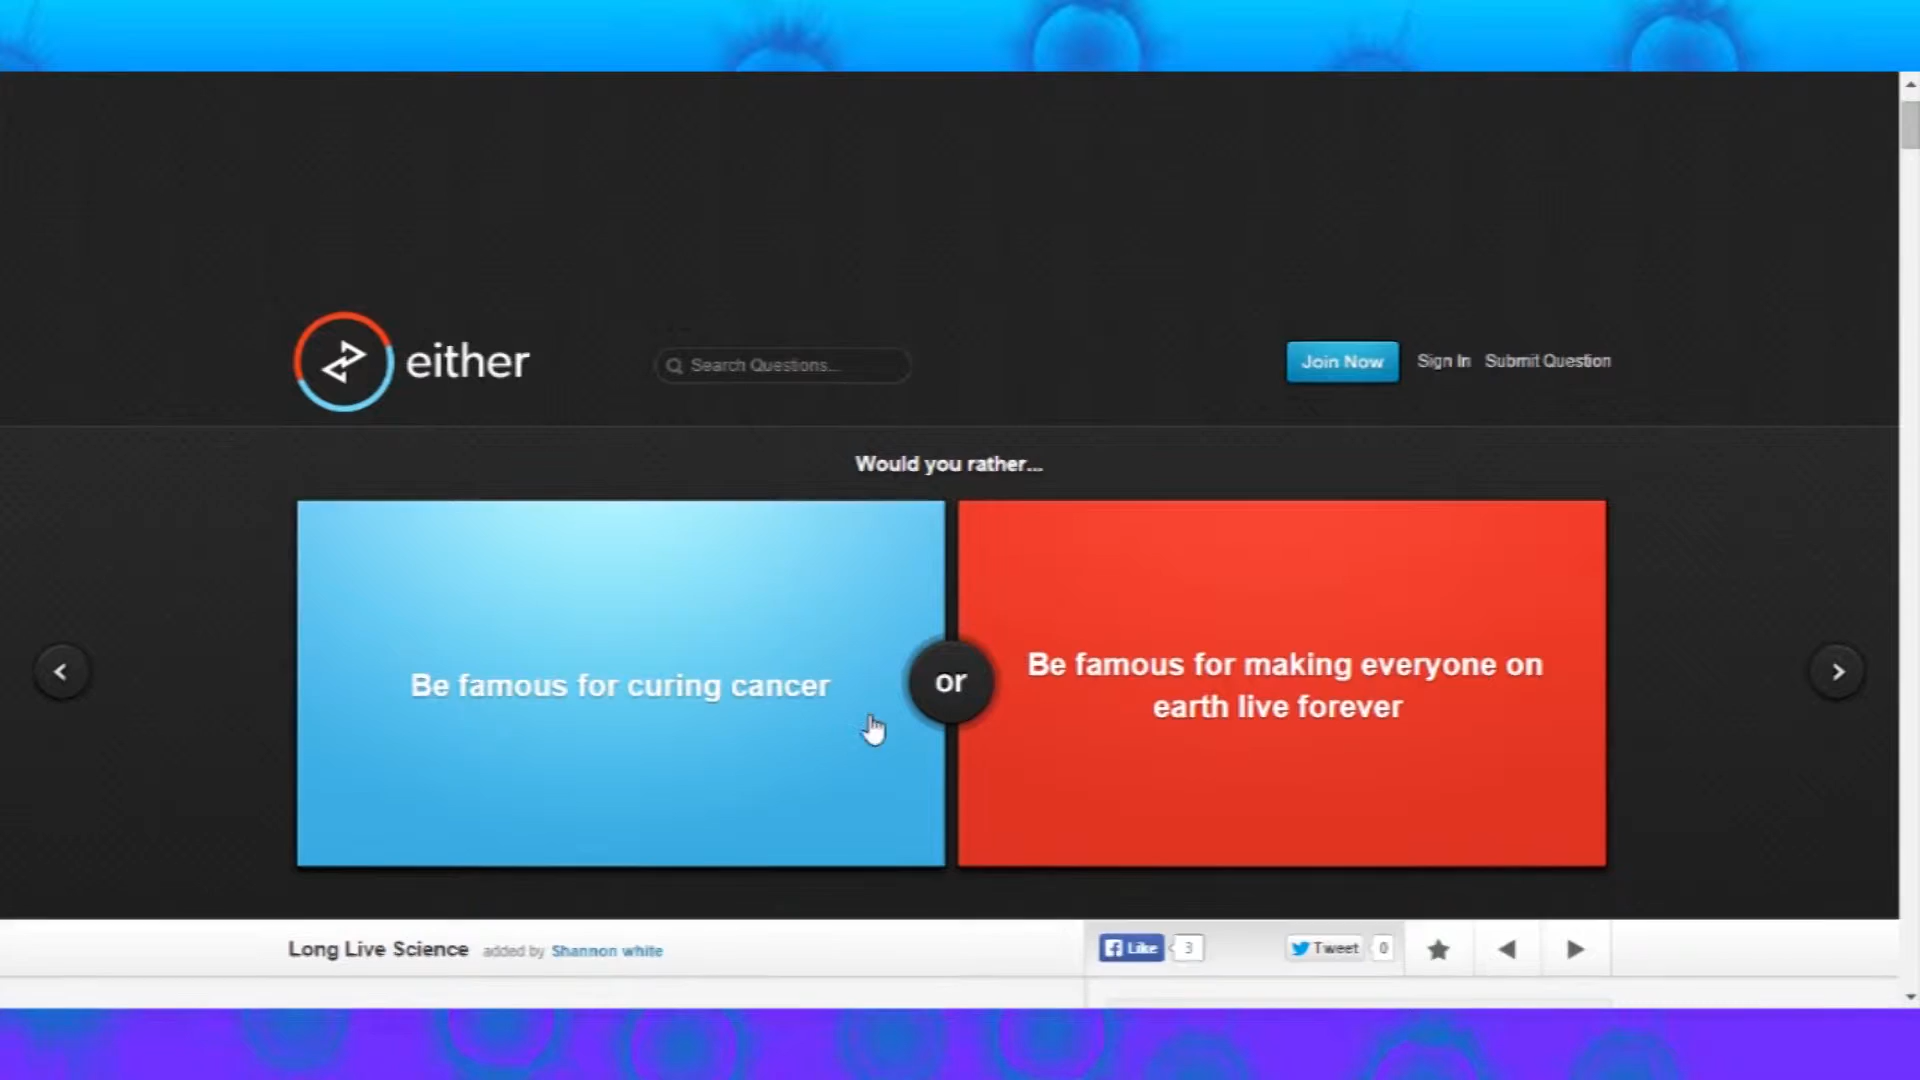 either
Search Questions...
Join Now
Sign In
Submit Question
Would you rather...
Be famous for curing cancer
or
Be famous for making everyone on
earth live forever
Long Live Science added by Shannon white
Like 3
Tweet 0